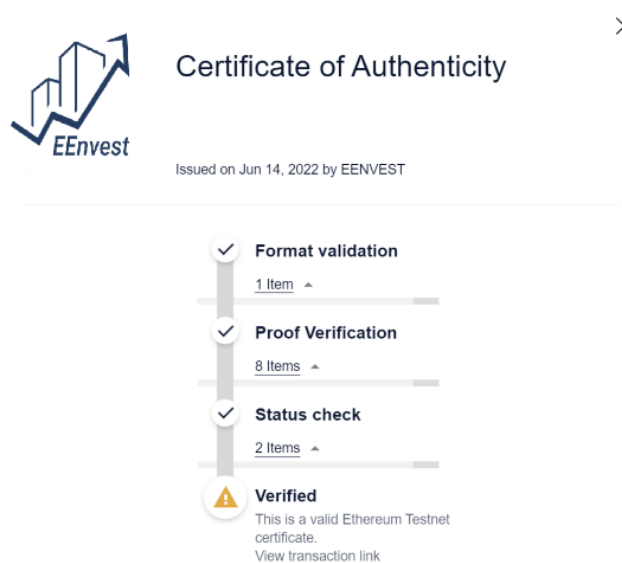 EEnvest
Certificate of Authenticity
Issued on Jun 14, 2022 by EENVEST
Format validation
1 Item
Proof Verification
8 Items
Status check
2 Items
Verified
This is a valid Ethereum Testnet
certificate.
View transaction link